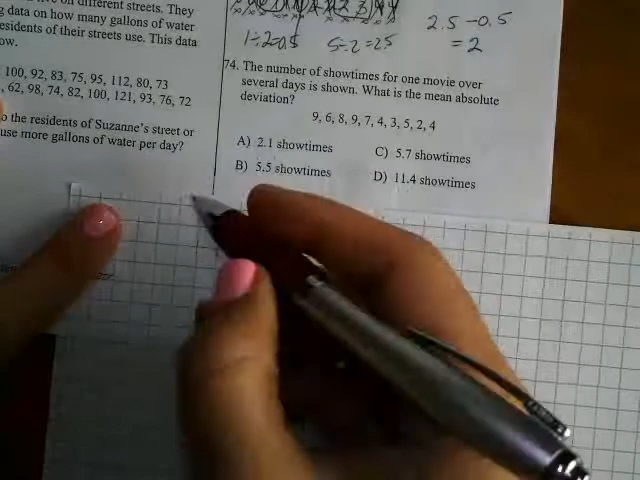 on different streets. They
data on how many gallons of water
residents of their streets use. This data
ow.
100, 92, 83, 75, 95, 112, 80, 73
, 62, 98, 74, 82, 100, 121, 93, 76, 72
o the residents of Suzanne's street or
use more gallons of water per day?
1÷2=0.5
5÷2=2.5
2.5-0.5
=2
74. The number of showtimes for one movie over
several days is shown. What is the mean absolute
deviation?
9, 6, 8, 9, 7, 4, 3, 5, 2, 4
A) 2.1 showtimes
C) 5.7 showtimes
B) 5.5 showtimes
D) 11.4 showtimes